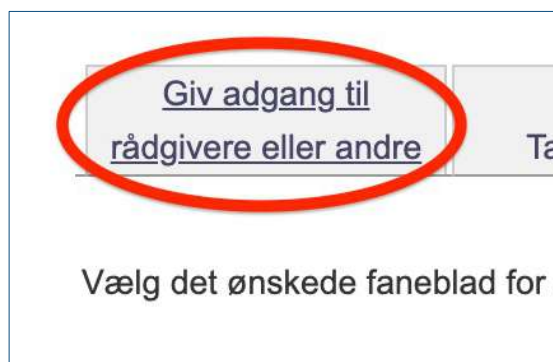 Giv adgang til
rådgivere eller andre
Vælg det ønskede faneblad for